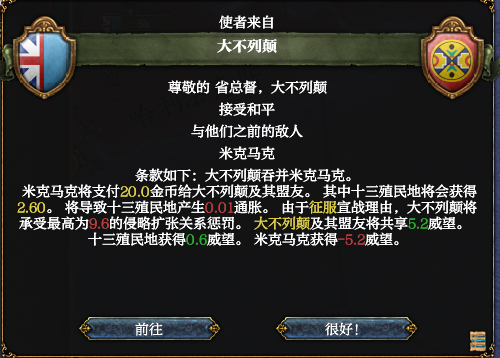 使者来自
大不列颠
尊敬的 省总督，大不列颠
接受和平
与他们之前的敌人
米克马克
条款如下：大不列颠吞并米克马克。
米克马克将支付20.0金币给大不列颠及其盟友。 其中十三殖民地将会获得
2.60。 将导致十三殖民地产生0.01通胀。 由于征服宣战理由，大不列颠将
承受最高为9.6的侵略扩张关系惩罚。 大不列颠及其盟友将共享5.2威望。
十三殖民地获得0.6威望。 米克马克获得-5.2威望。
前往
很好！